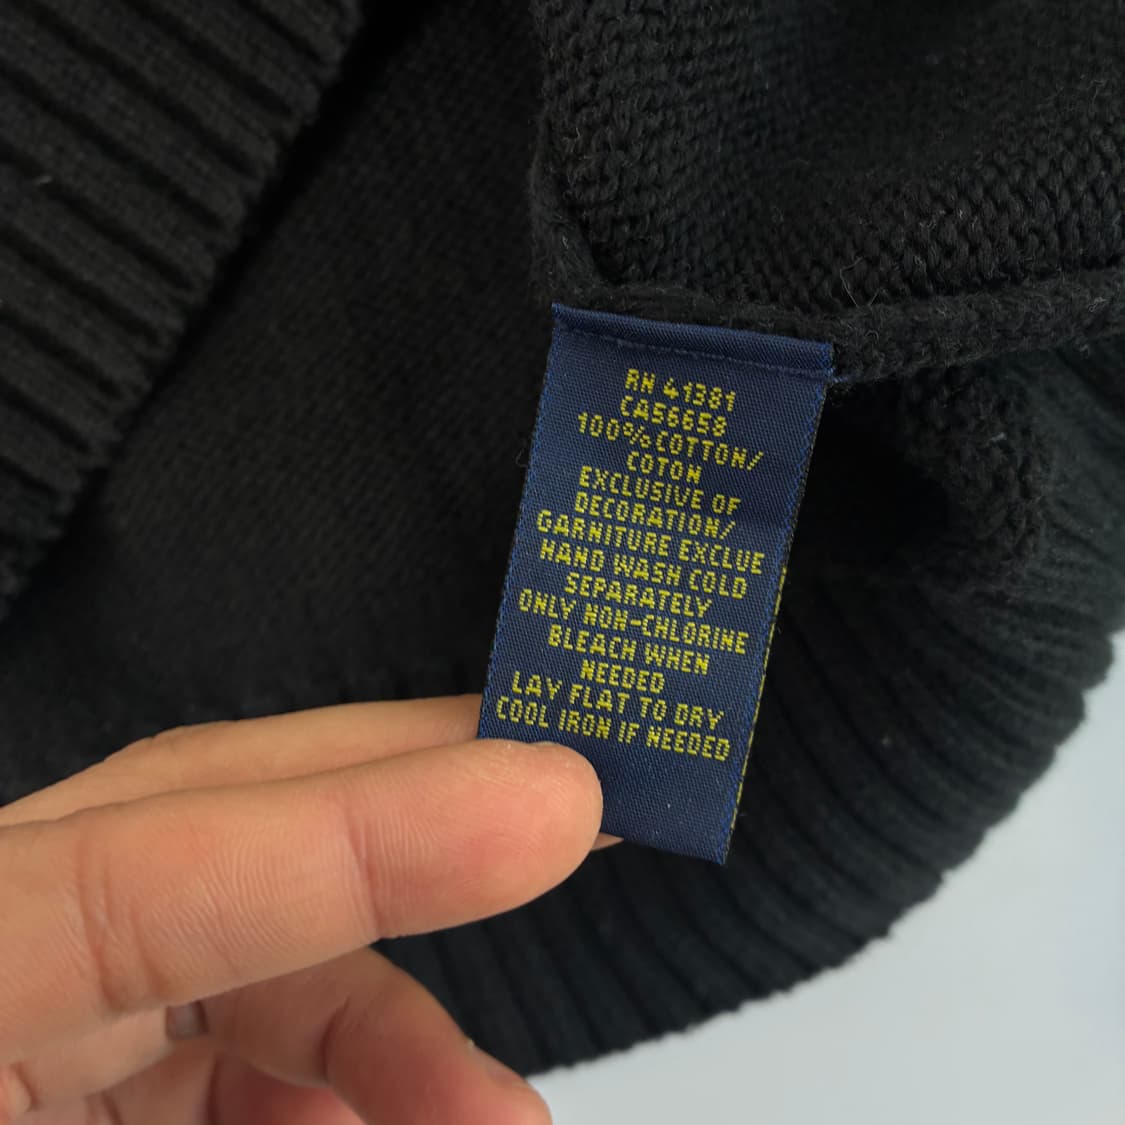 RN 41381
CA56658
100% COTTON/
COTON
EXCLUSIVE OF
DECORATION/
GARNITURE EXCLUE
HAND WASH COLD
SEPARATELY
ONLY NON-CHLORINE
BLEACH WHEN
NEEDED
LAY FLAT TO DRY
COOL IRON IF NEEDED